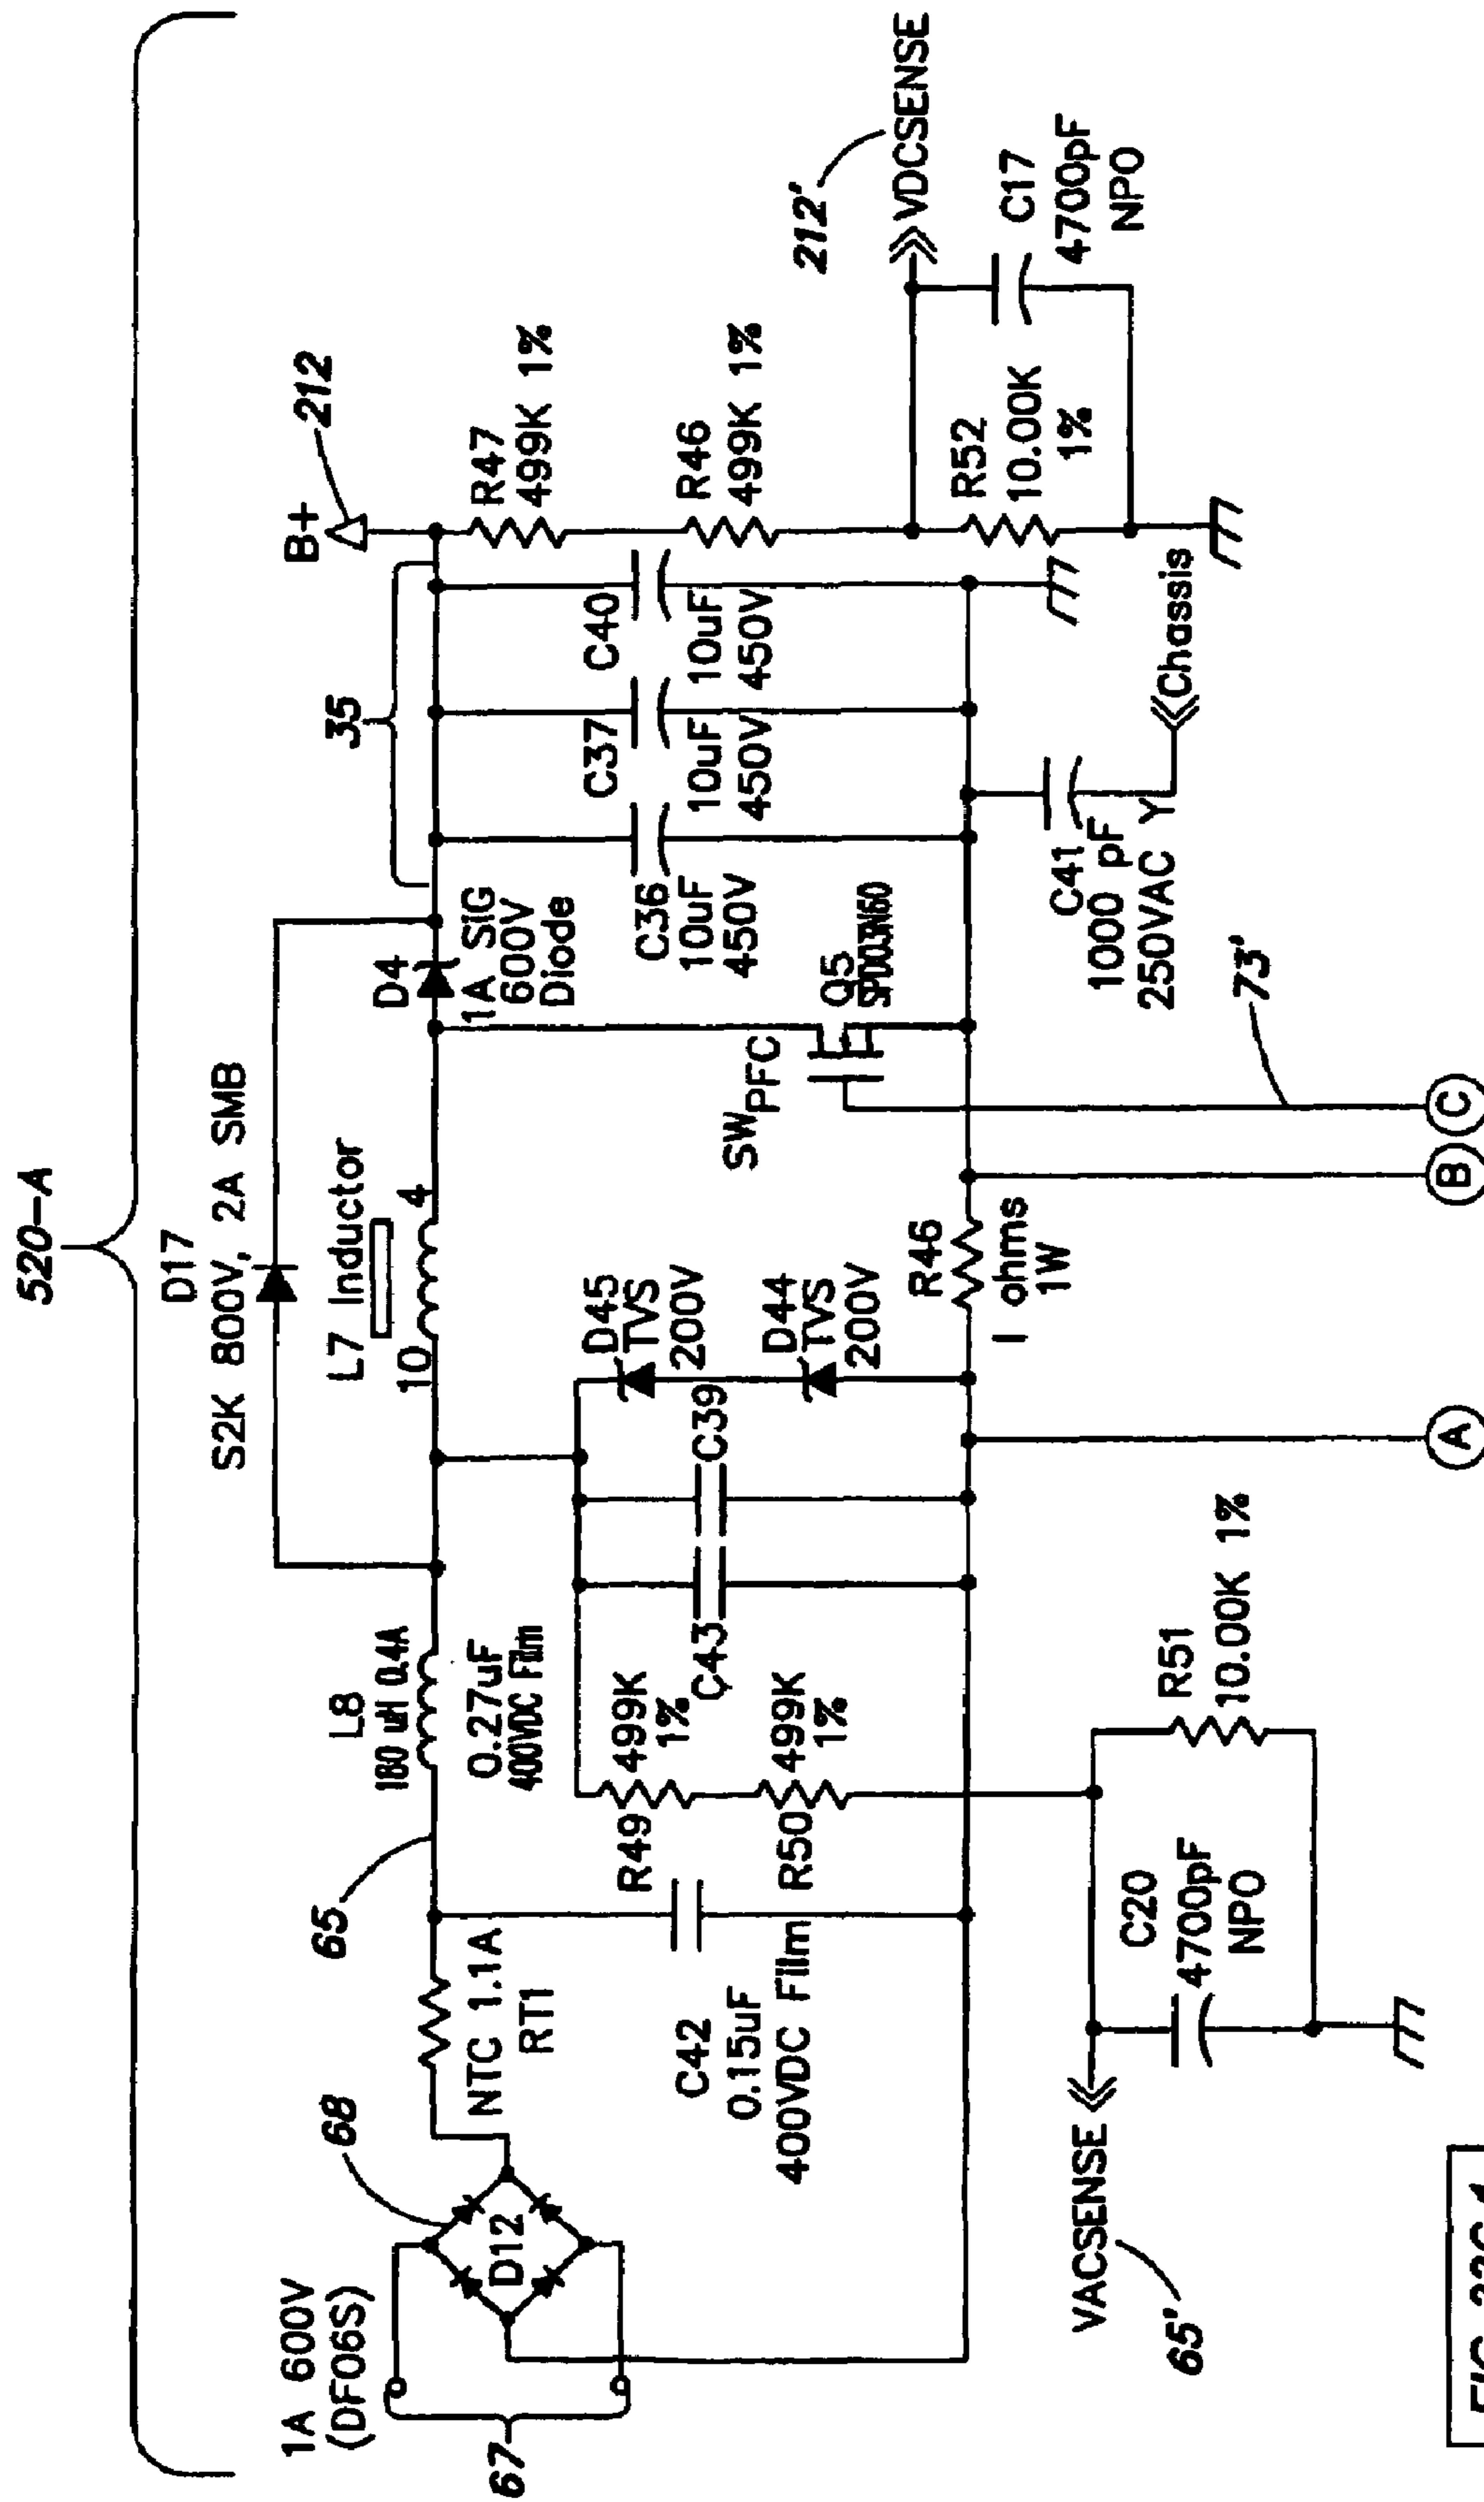 520-A
D17
S2K 800V, 2A SMB
1A 600V
(DF06S)
67
68
D12
NTC 1.1A
RT1
65
L8
180 uH 0.4A
L7 Inductor
10
4
D4
1A SIG
600V
Diode
35
B+
212
C42
0.15uF
400VDC Film
0.27uF
400VDC Film
R49
499K
1%
R50
499K
1%
C43
C39
D45
TVS
200V
D44
TVS
200V
SW PFC
Q5
C36
10uF
450V
C37
10uF
450V
C40
10uF
450V
R47
499K 1%
R46
499K 1%
212'
VDCSENSE
R52
10.00K
1%
C17
4700pF
NPO
R46
1 ohms
1W
C41
1000 pF
250VAC Y
Chassis
73'
VACSENSE
65'
C20
4700pF
NPO
R51
10.00K 1%
A
B
C